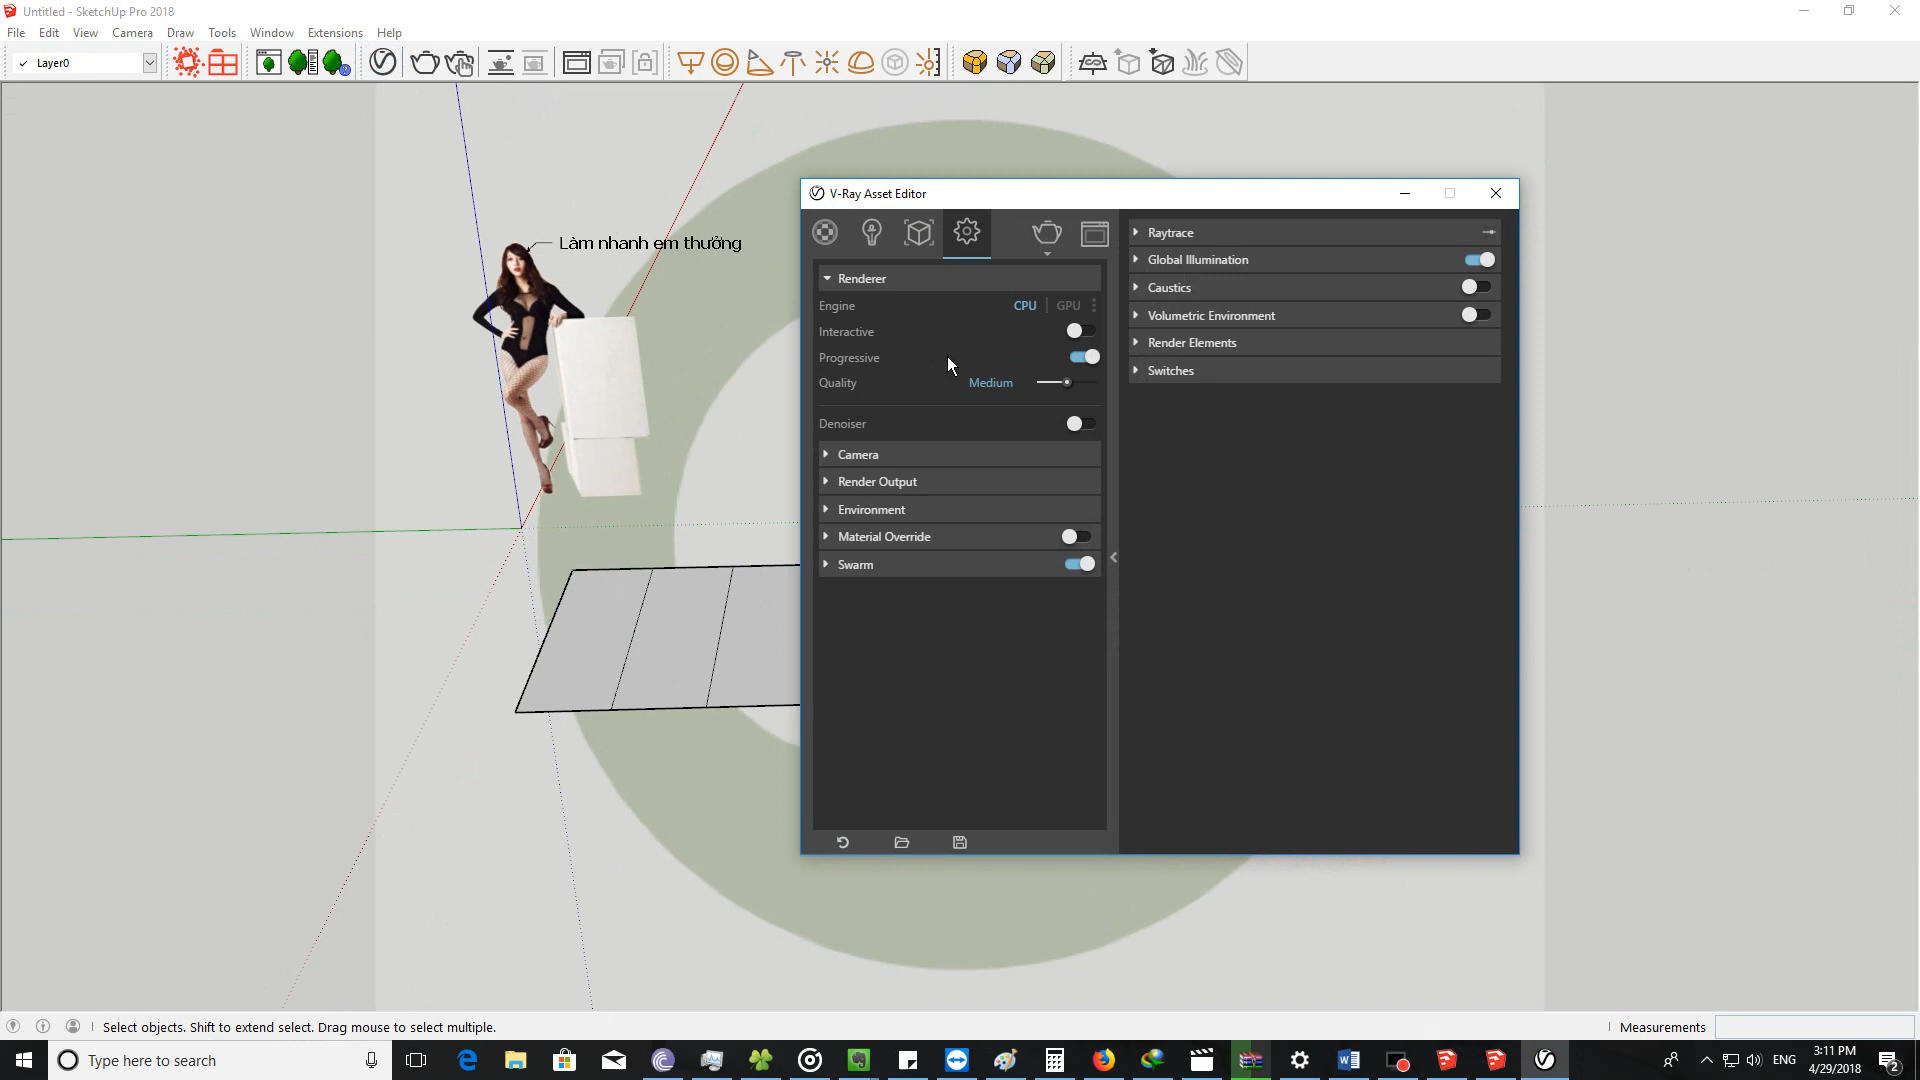 Untitled - SketchUp Pro 2018
File Edit View Camera Draw Tools Window Extensions Help
Layer0
Làm nhanh em thưởng
V-Ray Asset Editor
Renderer
Engine CPU GPU
Interactive
Progressive
Quality Medium
Denoiser
Camera
Render Output
Environment
Material Override
Swarm
Raytrace
Global Illumination
Caustics
Volumetric Environment
Render Elements
Switches
Select objects. Shift to extend select. Drag mouse to select multiple.
Measurements
Type here to search
ENG
3:11 PM
4/29/2018
2